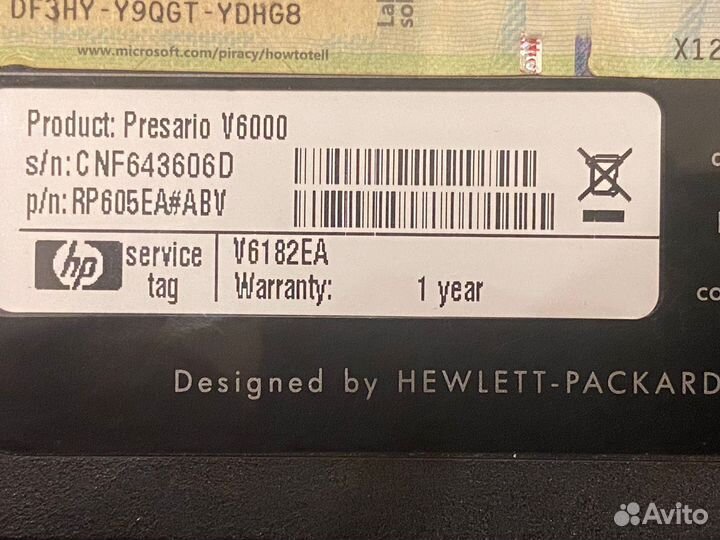 DF3HY-Y9QGT-YDHG8
www.microsoft.com/piracy/howtotell
X12
Product: Presario V6000
s/n: CNF643606D
p/n: RP605EA#ABV
hp service tag
V6182EA
Warranty: 1 year
Designed by HEWLETT-PACKARD
Avito